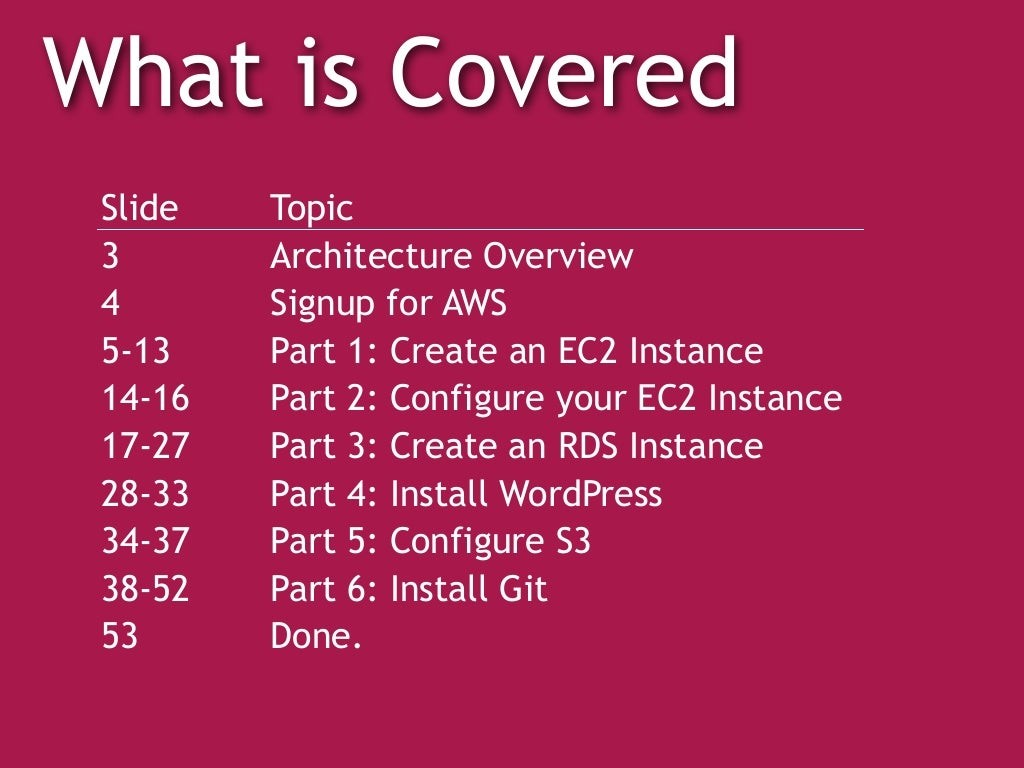 What is Covered
Slide Topic
3 Architecture Overview
4 Signup for AWS
5-13 Part 1: Create an EC2 Instance
14-16 Part 2: Configure your EC2 Instance
17-27 Part 3: Create an RDS Instance
28-33 Part 4: Install WordPress
34-37 Part 5: Configure S3
38-52 Part 6: Install Git
53 Done.